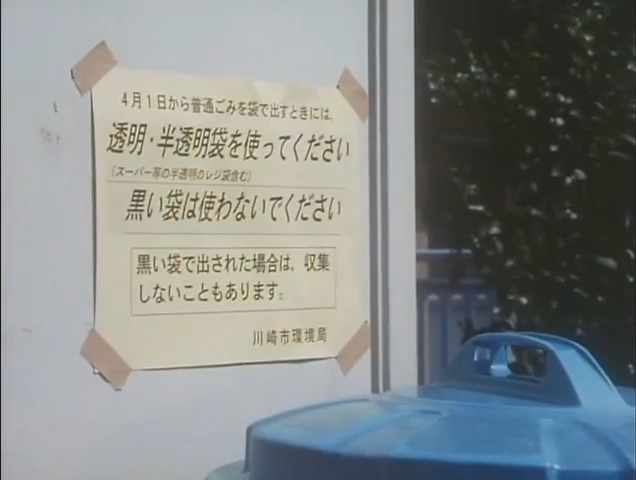 4月1日から普通ごみを袋で出すときには、
透明・半透明袋を使ってください
(スーパー等の半透明のレジ袋含む)
黒い袋は使わないでください
黒い袋で出された場合は、収集
しないこともあります。
川崎市環境局